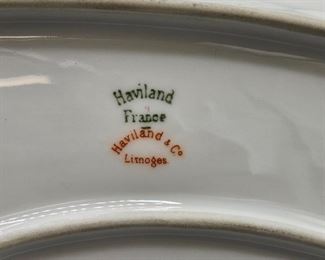 Haviland
France
Haviland & Co
Limoges.